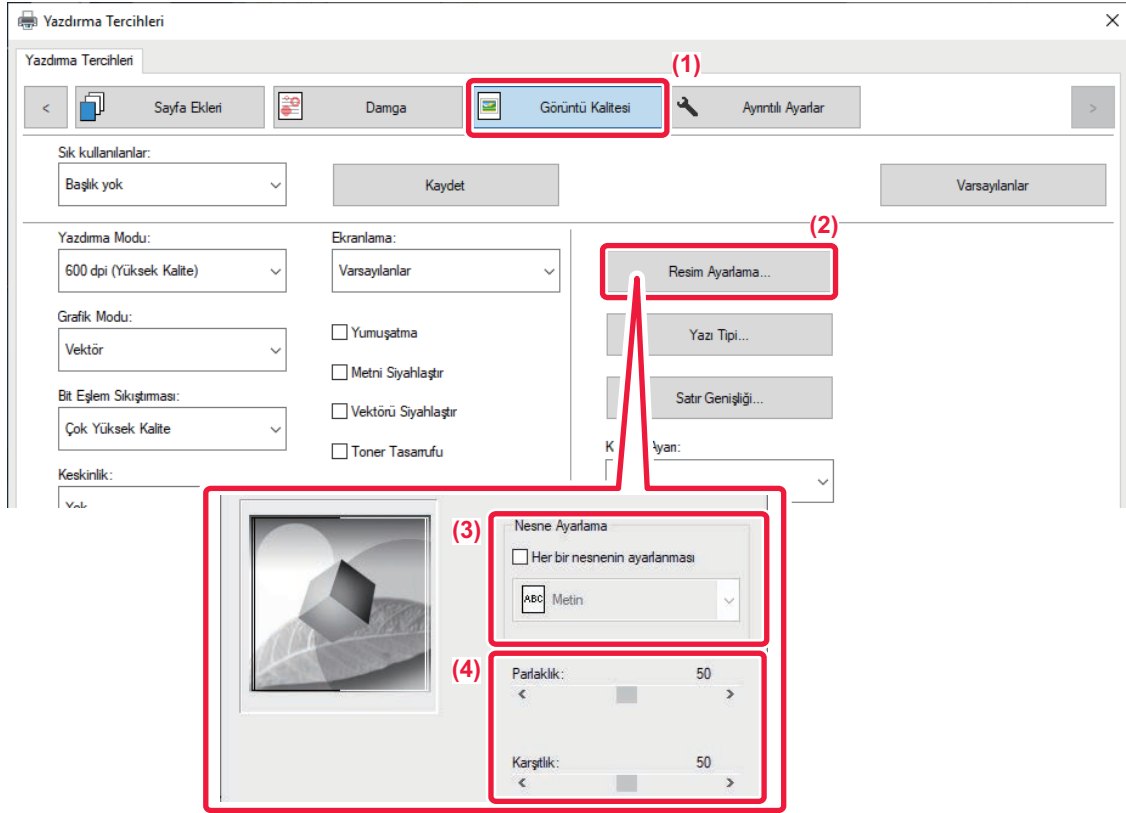 Yazdırma Tercihleri
Yazdırma Tercihleri
(1)
< Sayfa Ekleri Damga Görüntü Kalitesi Ayrıntılı Ayarlar >
Sık kullanılanlar:
Başlık yok Kaydet Varsayılanlar
(2)
Yazdırma Modu: Ekranlama:
600 dpi (Yüksek Kalite) Varsayılanlar Resim Ayarlama...
Grafik Modu:
Yumuşatma Yazı Tipi...
Vektör
Metni Siyahlaştır
Bit Eşlem Sıkıştırması: Satır Genişliği...
Vektörü Siyahlaştır
Çok Yüksek Kalite
Toner Tasarrufu K Ayarı:
Keskinlik:
Yok
(3) Nesne Ayarlama
Her bir nesnenin ayarlanması
ABC Metin
(4) Parlaklık: 50
< >
Karşıtlık: 50
< >